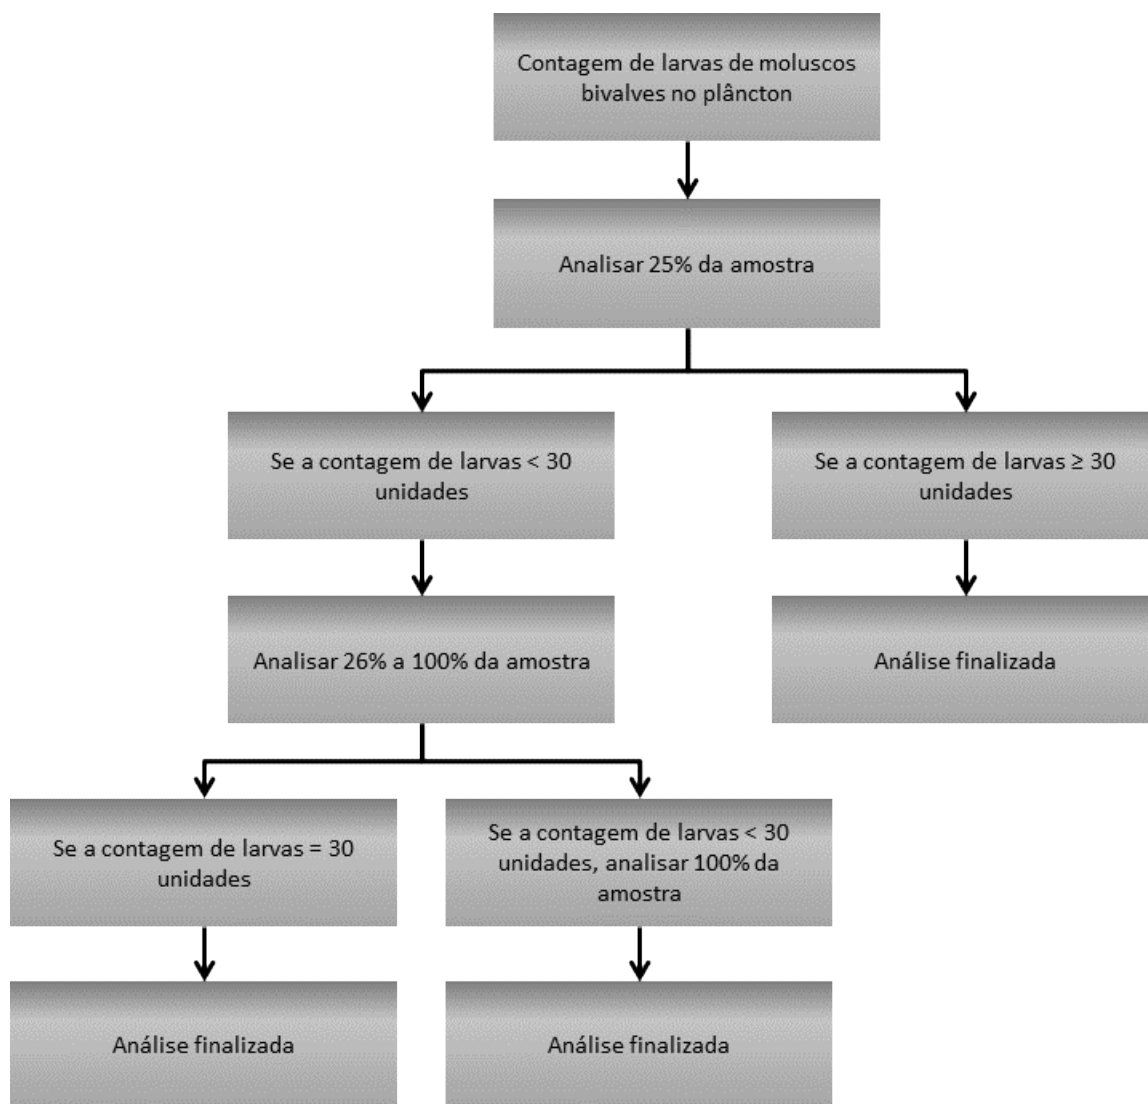 Contagem de larvas de moluscos
bivalves no plâncton
Analisar 25% da amostra
Se a contagem de larvas < 30
unidades
Se a contagem de larvas ≥ 30
unidades
Analisar 26% a 100% da amostra
Análise finalizada
Se a contagem de larvas = 30
unidades
Se a contagem de larvas < 30
unidades, analisar 100% da
amostra
Análise finalizada
Análise finalizada